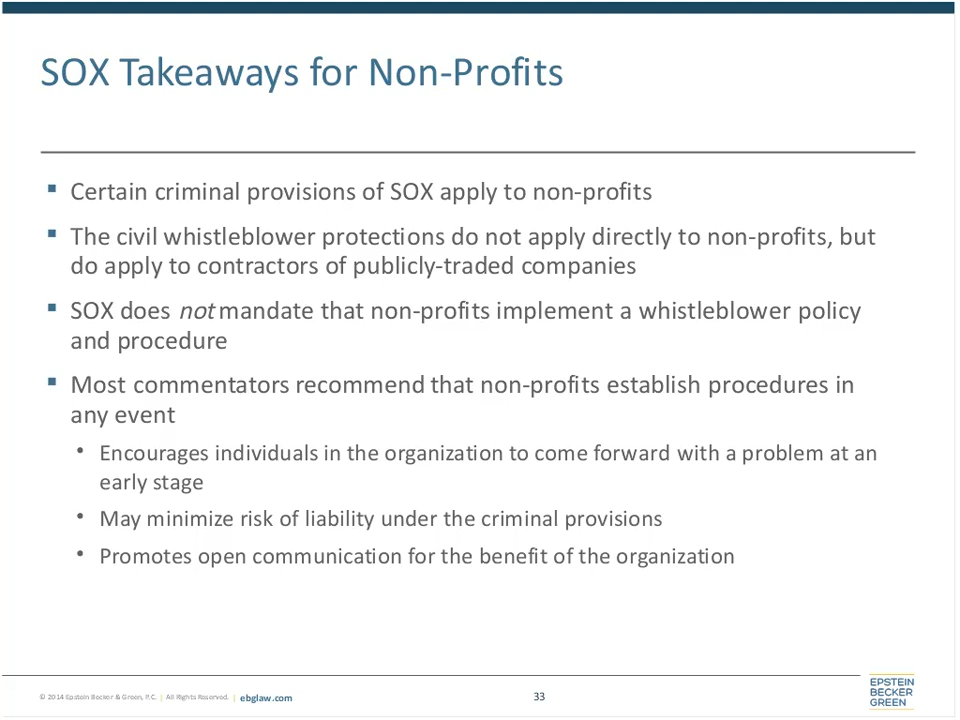 SOX Takeaways for Non-Profits
▪ Certain criminal provisions of SOX apply to non-profits
▪ The civil whistleblower protections do not apply directly to non-profits, but
do apply to contractors of publicly-traded companies
▪ SOX does not mandate that non-profits implement a whistleblower policy
and procedure
▪ Most commentators recommend that non-profits establish procedures in
any event
• Encourages individuals in the organization to come forward with a problem at an
early stage
• May minimize risk of liability under the criminal provisions
• Promotes open communication for the benefit of the organization
© 2014 Epstein Becker & Green, P.C. | All Rights Reserved. | ebglaw.com
33
EPSTEIN
BECKER
GREEN